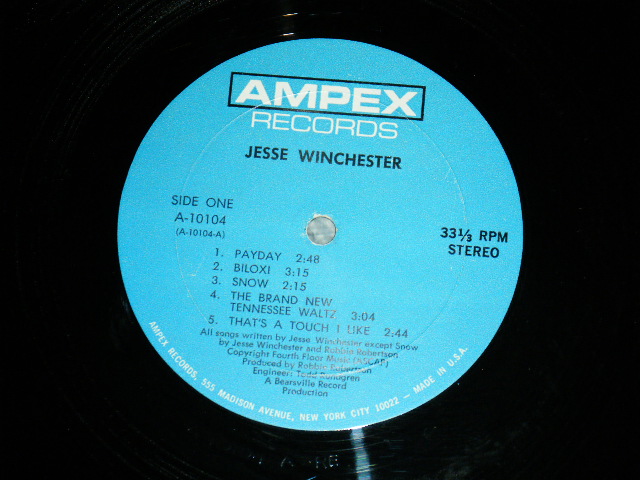 AMPEX
RECORDS
JESSE WINCHESTER
SIDE ONE
A-10104
(A-10104-A)
33⅓ RPM
STEREO
1. PAYDAY 2:48
2. BILOXI 3:15
3. SNOW 2:15
4. THE BRAND NEW
TENNESSEE WALTZ 3:04
5. THAT'S A TOUCH I LIKE 2:44
All songs written by Jesse Winchester except Snow
by Jesse Winchester and Robbie Robertson
Copyright Fourth Floor Music (ASCAP)
Produced by Robbie Robertson
Engineer: Todd Rundgren
A Bearsville Record
Production
AMPEX RECORDS, 555 MADISON AVENUE, NEW YORK CITY 10022 - MADE IN U.S.A.